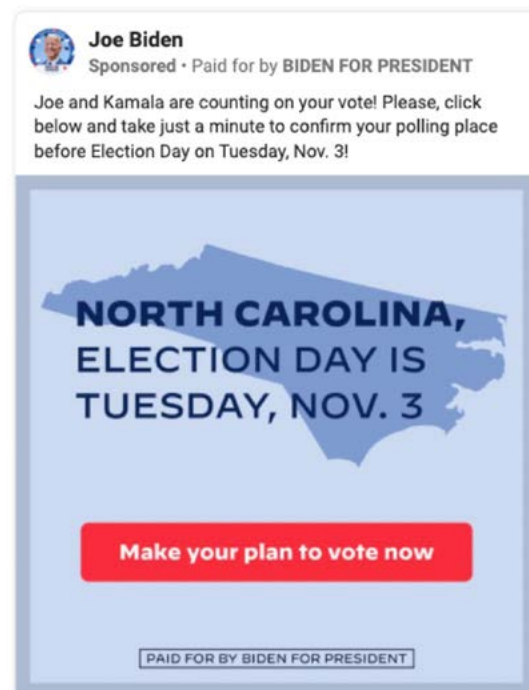 Joe Biden
Sponsored • Paid for by BIDEN FOR PRESIDENT
Joe and Kamala are counting on your vote! Please, click
below and take just a minute to confirm your polling place
before Election Day on Tuesday, Nov. 3!
NORTH CAROLINA,
ELECTION DAY IS
TUESDAY, NOV. 3
Make your plan to vote now
PAID FOR BY BIDEN FOR PRESIDENT